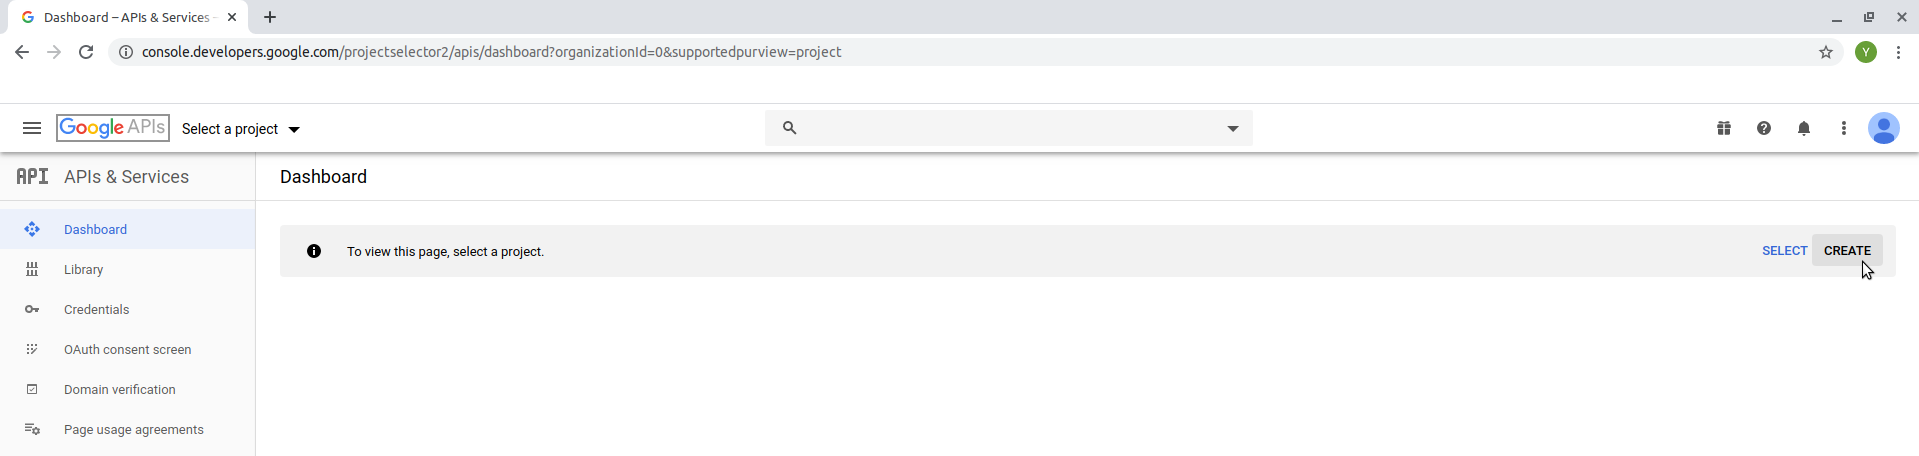 Dashboard – APIs & Services -
console.developers.google.com/projectselector2/apis/dashboard?organizationId=0&supportedpurview=project
Y
Google APIs
Select a project
API
APIs & Services
Dashboard
Dashboard
To view this page, select a project.
SELECT
CREATE
Library
Credentials
OAuth consent screen
Domain verification
Page usage agreements